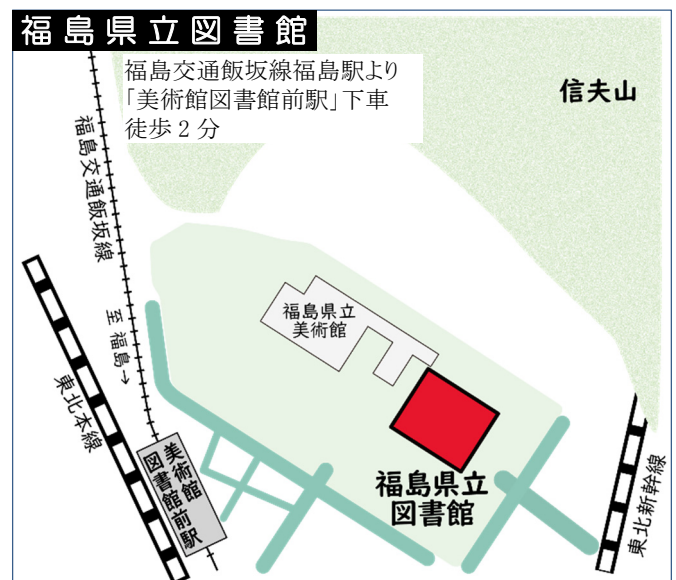 福島県立図書館
福島交通飯坂線福島駅より
「美術館図書館前駅」下車
徒歩２分
信夫山
福島交通飯坂線
福島県立
美術館
至 福島→
東北本線
美術館
図書館前駅
福島県立
図書館
東北新幹線